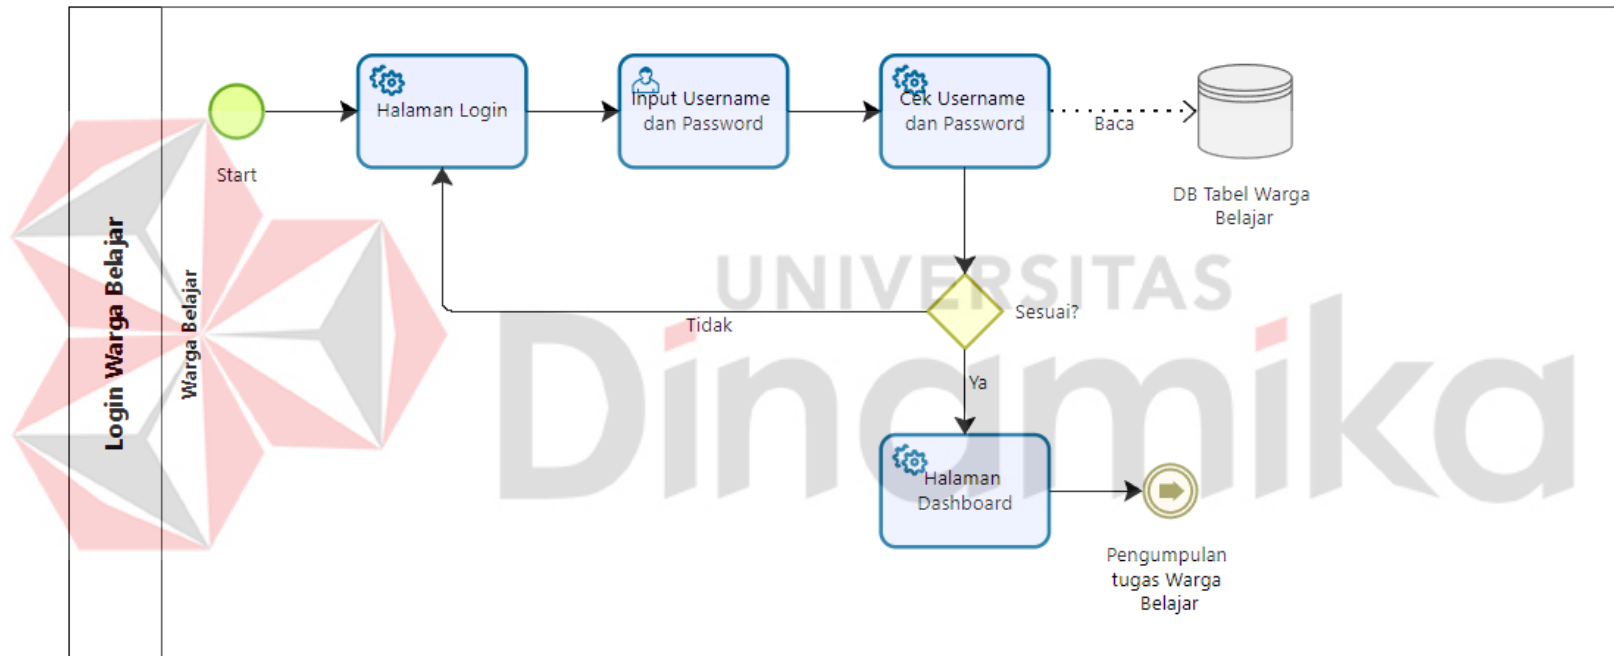 Login Warga Belajar
Warga Belajar
Start
Halaman Login
Input Username
dan Password
Cek Username
dan Password
Baca
DB Tabel Warga
Belajar
UNIVERSITAS
Dinamika
Sesuai?
Tidak
Ya
Halaman
Dashboard
Pengumpulan
tugas Warga
Belajar